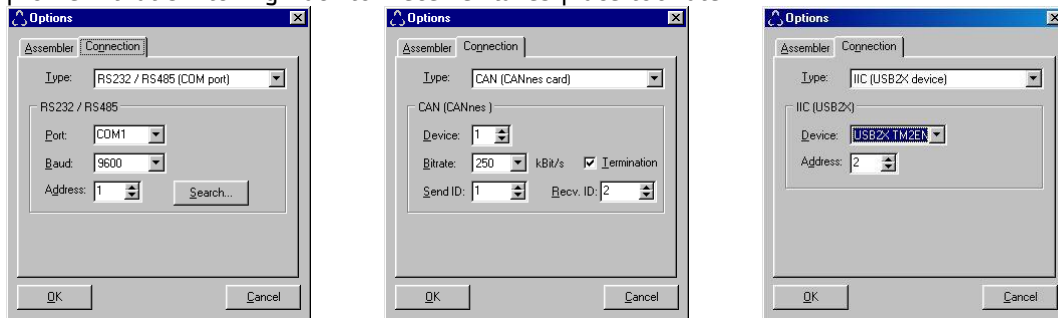 Options
Assembler Connection
Type: RS232 / RS485 (COM port)
RS232 / RS485
Port: COM1
Baud: 9600
Address: 1 Search...
OK Cancel
Options
Assembler Connection
Type: CAN (CANnes card)
CAN (CANnes )
Device: 1
Bitrate: 250 kBit/s Termination
Send ID: 1 Recv. ID: 2
OK Cancel
Options
Assembler Connection
Type: IIC (USB2X device)
IIC (USB2X)
Device: USB2X TM2EN
Address: 2
OK Cancel